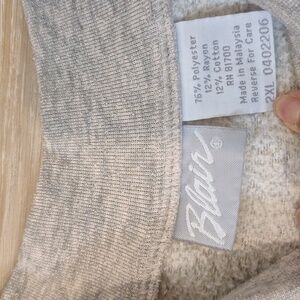 76% Polyester
12% Rayon
12% Cotton
RN 81700
Made in Malaysia
Reverse For Care
2XL 0402206
Blair